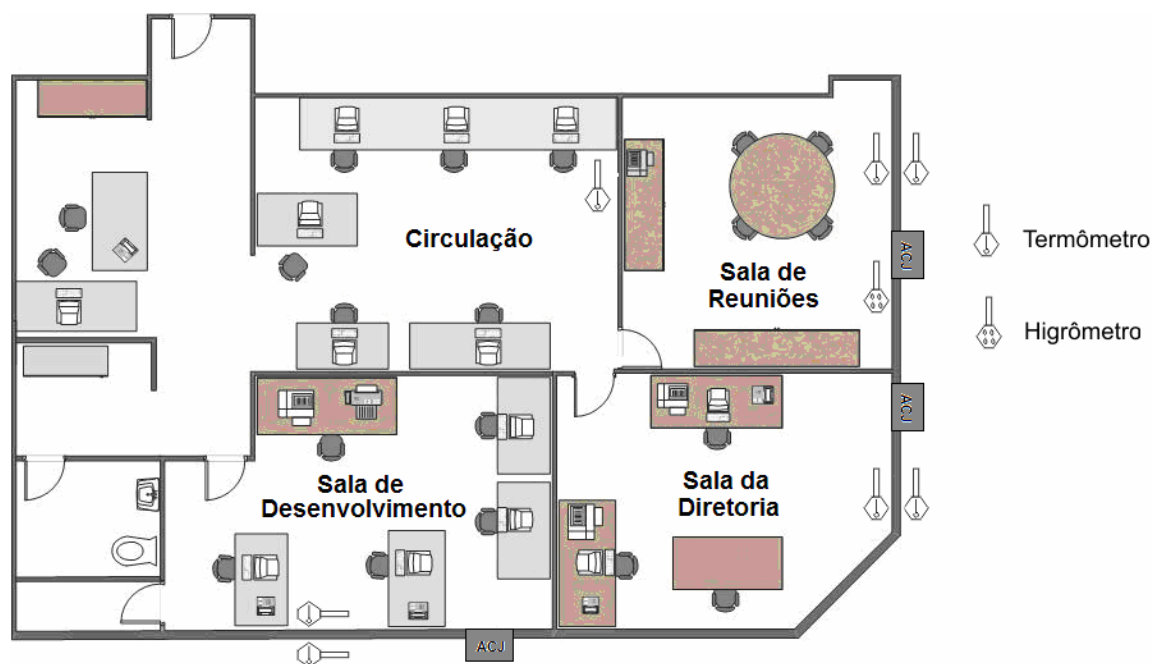 Circulação
Sala de
Reuniões
ACJ
Termômetro
Higrômetro
ACJ
Sala de
Desenvolvimento
Sala da
Diretoria
ACJ